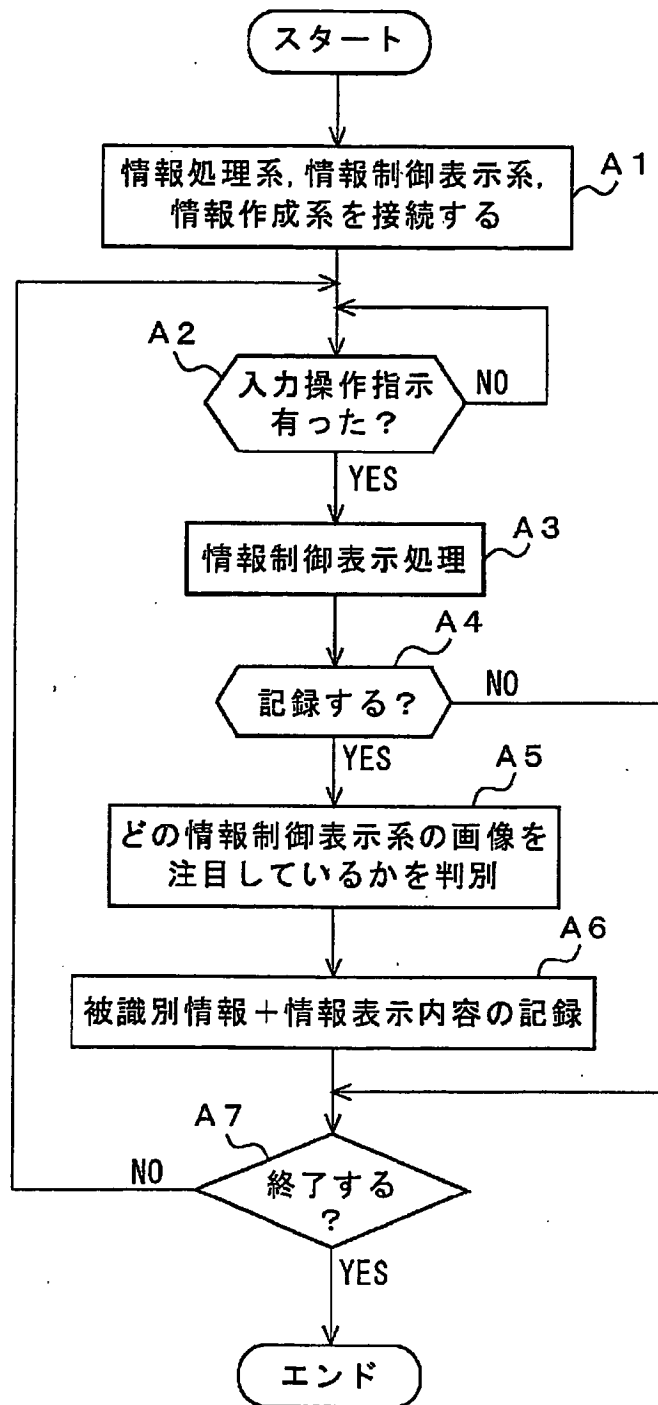 スタート
情報処理系,情報制御表示系,
情報作成系を接続する
A1
A2
入力操作指示
有った?
NO
YES
情報制御表示処理
A3
A4
記録する?
NO
YES
A5
どの情報制御表示系の画像を
注目しているかを判別
A6
被識別情報+情報表示内容の記録
A7
NO
終了する
?
YES
エンド